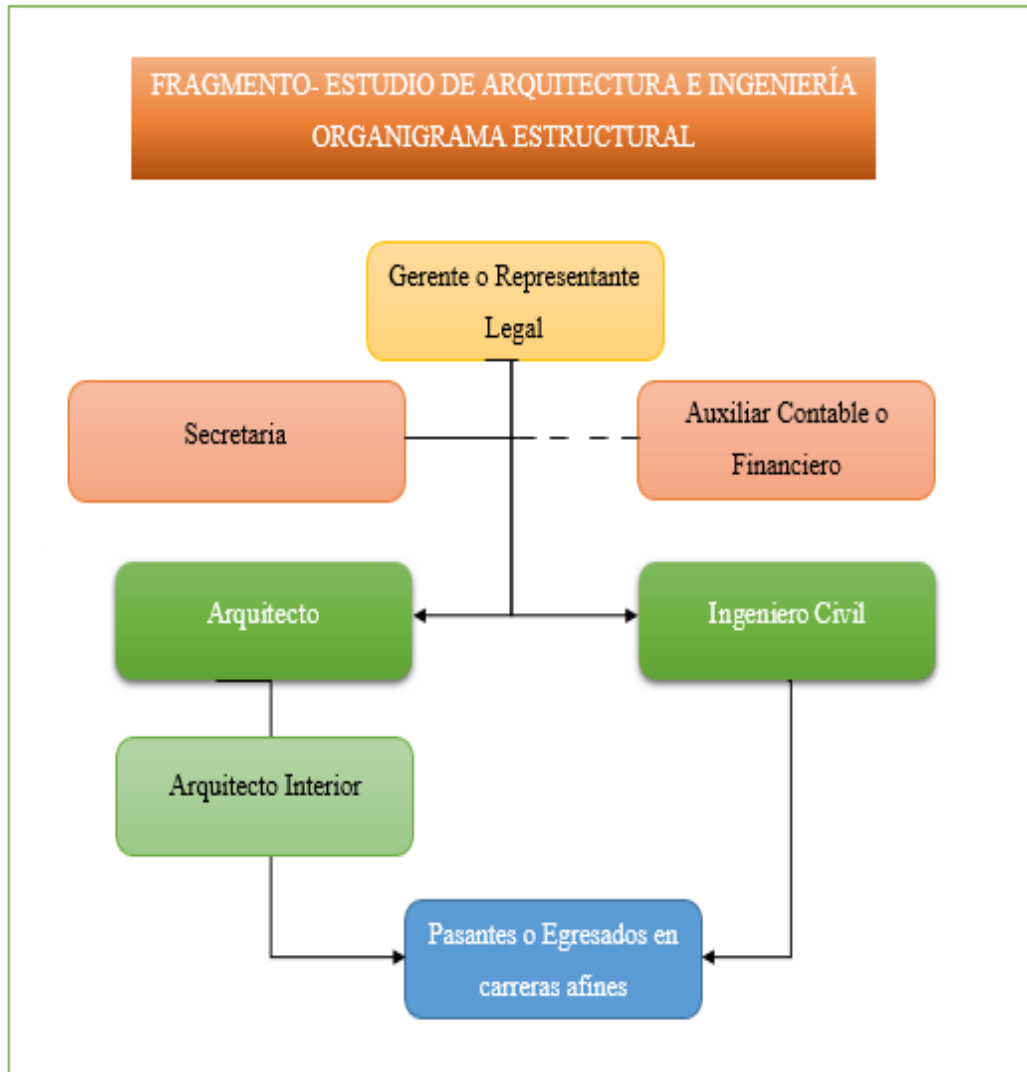 FRAGMENTO- ESTUDIO DE ARQUITECTURA E INGENIERÍA
ORGANIGRAMA ESTRUCTURAL
Gerente o Representante
Legal
Secretaria
Auxiliar Contable o
Financiero
Arquitecto
Ingeniero Civil
Arquitecto Interior
Pasantes o Egresados en
carreras afines